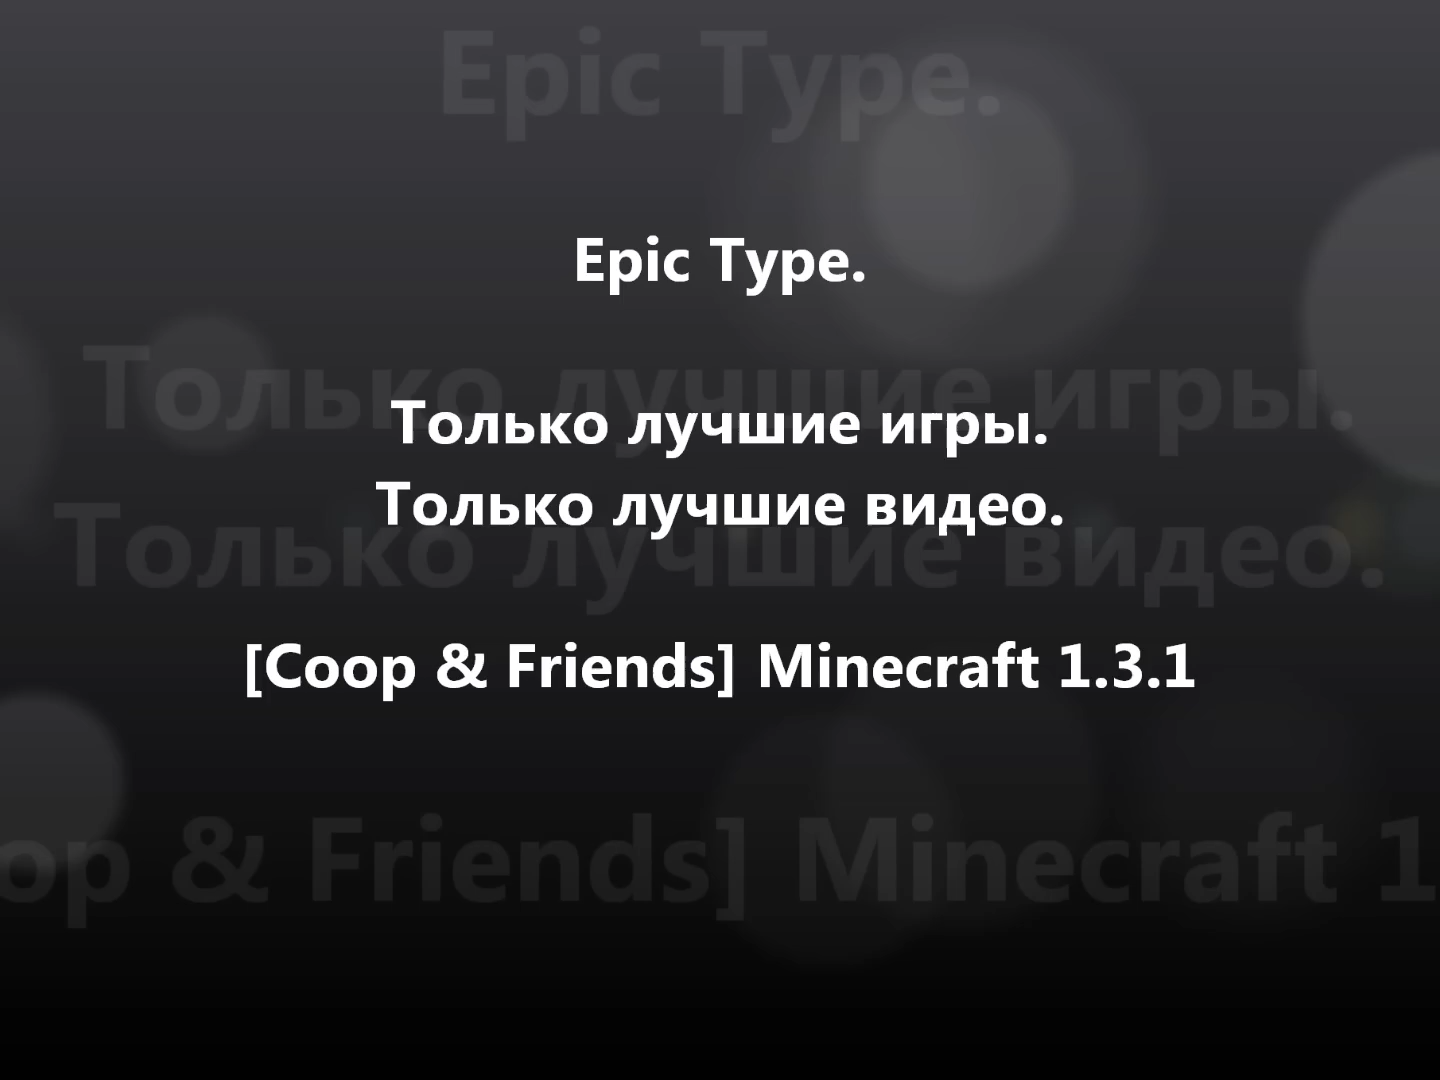 Epic Type.
Только лучшие игры.
Только лучшие видео.
[Coop & Friends] Minecraft 1.3.1